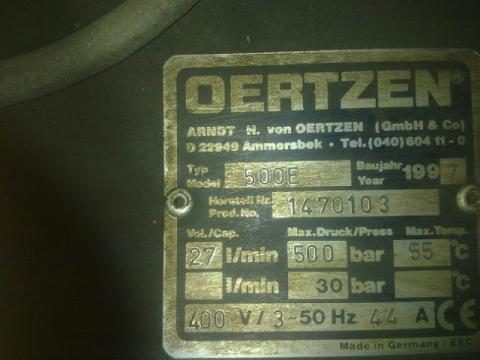 OERTZEN®
ARNDT H. von OERTZEN (GmbH & Co)
D 22949 Ammersbek • Tel. (040) 604 11-0
Typ Model 500E Baujahr Year 1997
Herstell Nr. Prod. No. 1470103
Vol./Cap. Max. Druck/Press Max. Temp.
27 l/min 500 bar 55 °C
l/min 30 bar °C
400 V/ 3-50 Hz 44 A CE
Made in Germany / EEC